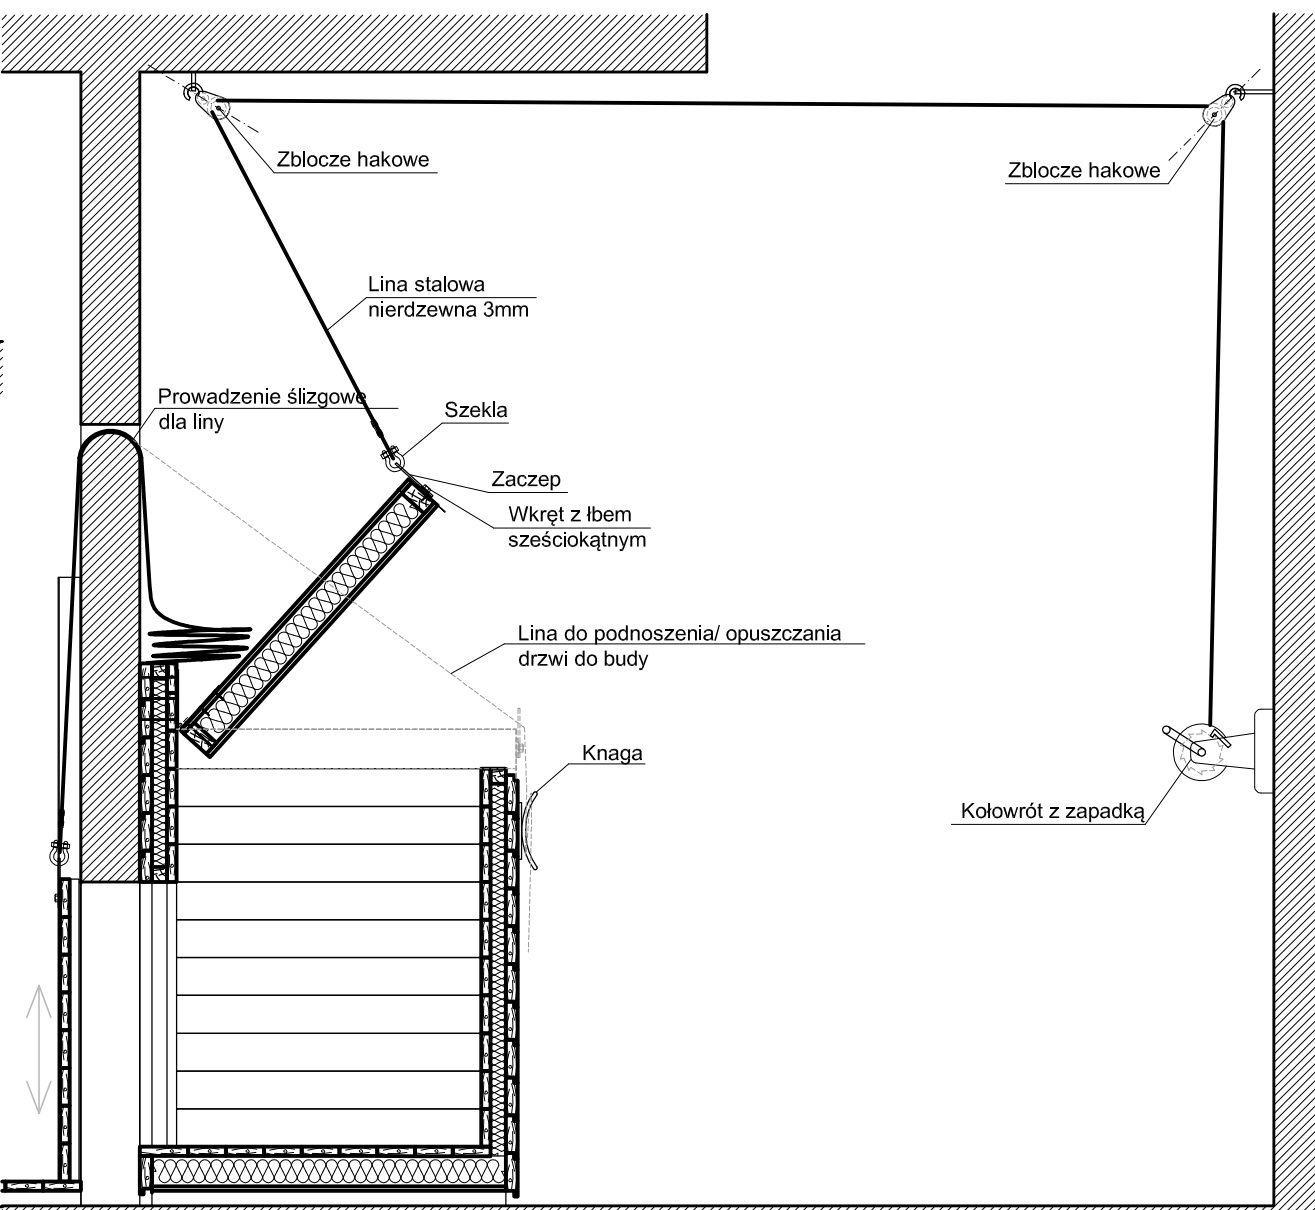 Zblocze hakowe
Zblocze hakowe
Lina stalowa
nierdzewna 3mm
Prowadzenie ślizgowe
dla liny
Szekla
Zaczep
Wkręt z łbem
sześciokątnym
Lina do podnoszenia/ opuszczania
drzwi do budy
Knaga
Kołowrót z zapadką